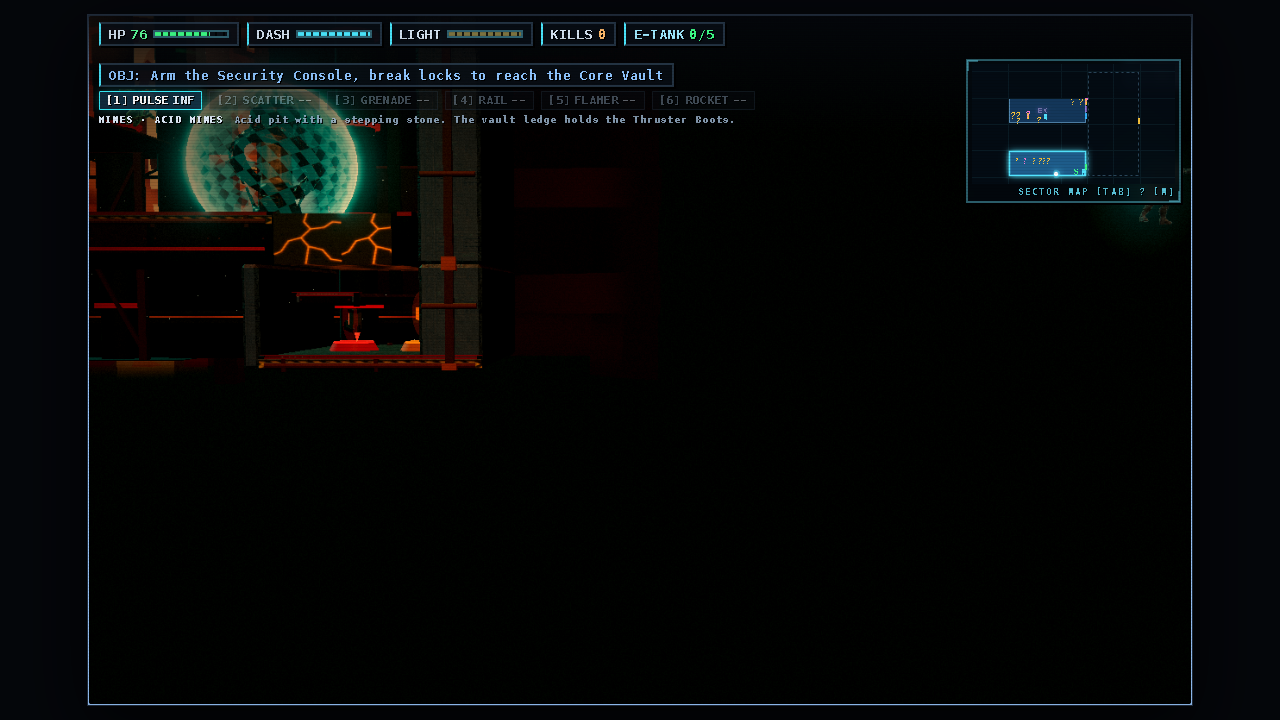 HP 76 DASH LIGHT KILLS 0 E-TANK 0/5
OBJ: Arm the Security Console, break locks to reach the Core Vault
[1] PULSE INF [2] SCATTER -- [3] GRENADE -- [4] RAIL -- [5] FLAMER -- [6] ROCKET --
MINES · ACID MINES Acid pit with a stepping stone. The vault ledge holds the Thruster Boots.
SECTOR MAP [TAB] ? [M]